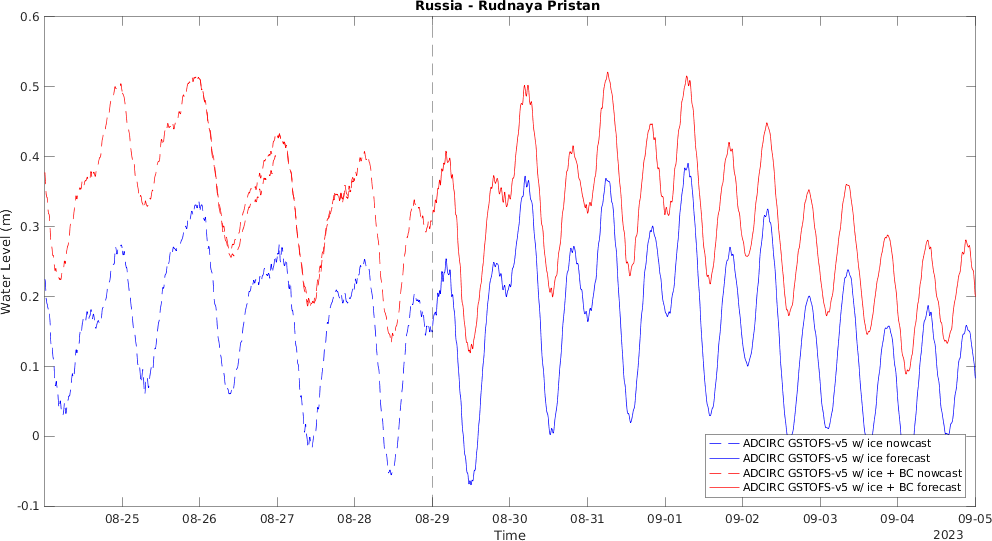 Russia - Rudnaya Pristan
0.6
0.5
0.4
0.3
0.2
0.1
0
-0.1
Water Level (m)
ADCIRC GSTOFS-v5 w/ ice nowcast
ADCIRC GSTOFS-v5 w/ ice forecast
ADCIRC GSTOFS-v5 w/ ice + BC nowcast
ADCIRC GSTOFS-v5 w/ ice + BC forecast
08-25 08-26 08-27 08-28 08-29 08-30 08-31 09-01 09-02 09-03 09-04 09-05
Time
2023